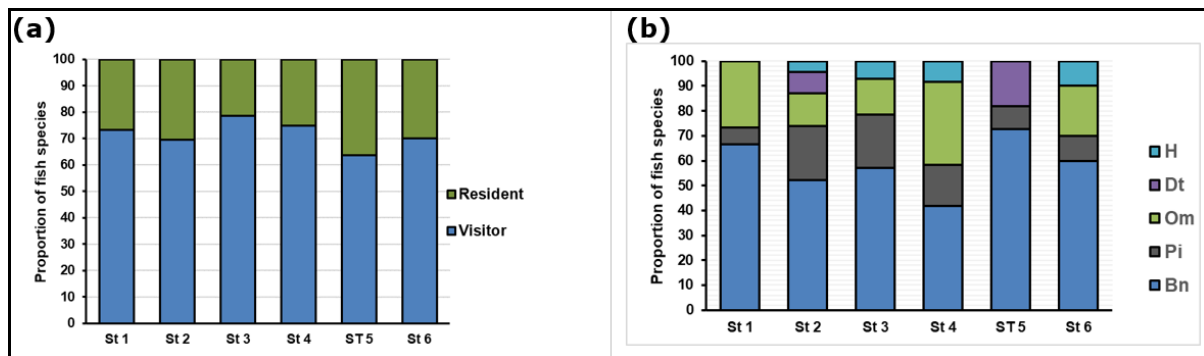 (a)
Proportion of fish species
100
90
80
70
60
50
40
30
20
10
0
St 1 St 2 St 3 St 4 ST 5 St 6
Resident
Visitor
(b)
Proportion of fish species
100
90
80
70
60
50
40
30
20
10
0
St 1 St 2 St 3 St 4 ST 5 St 6
H
Dt
Om
Pi
Bn